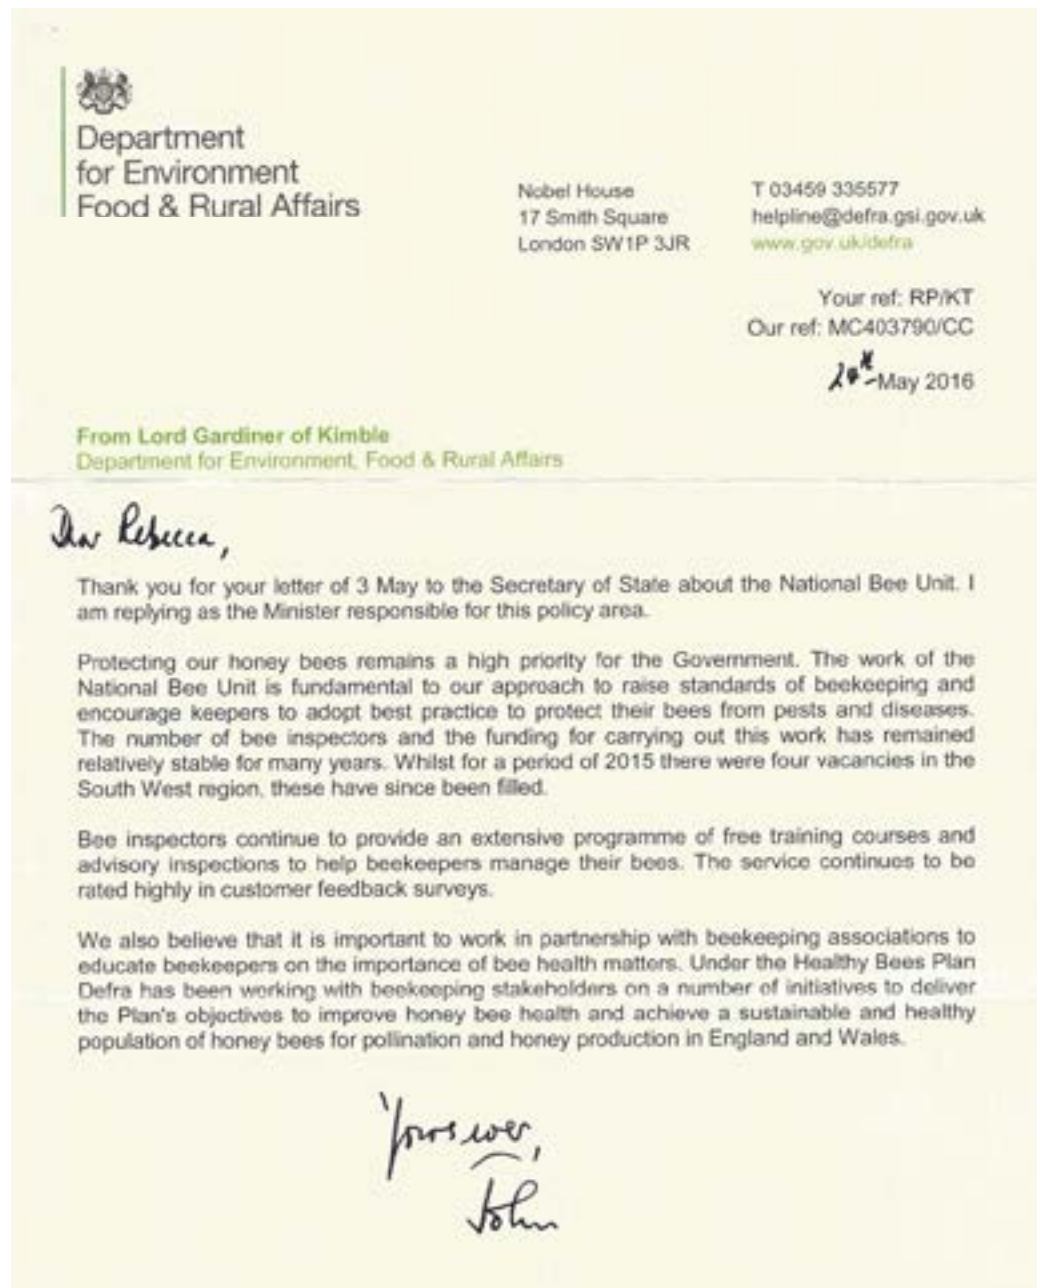 Department
for Environment
Food & Rural Affairs
Nobel House
17 Smith Square
London SW1P 3JR
T 03459 335577
helpline@defra.gsi.gov.uk
www.gov.uk/defra
Your ref: RP/KT
Our ref: MC403790/CC
May 2016
From Lord Gardiner of Kimble
Department for Environment, Food & Rural Affairs
Dear Rebecca,
Thank you for your letter of 3 May to the Secretary of State about the National Bee Unit. I
am replying as the Minister responsible for this policy area.
Protecting our honey bees remains a high priority for the Government. The work of the
National Bee Unit is fundamental to our approach to raise standards of beekeeping and
encourage keepers to adopt best practice to protect their bees from pests and diseases.
The number of bee inspectors and the funding for carrying out this work has remained
relatively stable for many years. Whilst for a period of 2015 there were four vacancies in the
South West region, these have since been filled.
Bee inspectors continue to provide an extensive programme of free training courses and
advisory inspections to help beekeepers manage their bees. The service continues to be
rated highly in customer feedback surveys.
We also believe that it is important to work in partnership with beekeeping associations to
educate beekeepers on the importance of bee health matters. Under the Healthy Bees Plan
Defra has been working with beekeeping stakeholders on a number of initiatives to deliver
the Plan's objectives to improve honey bee health and achieve a sustainable and healthy
population of honey bees for pollination and honey production in England and Wales.
Yours ever,
John